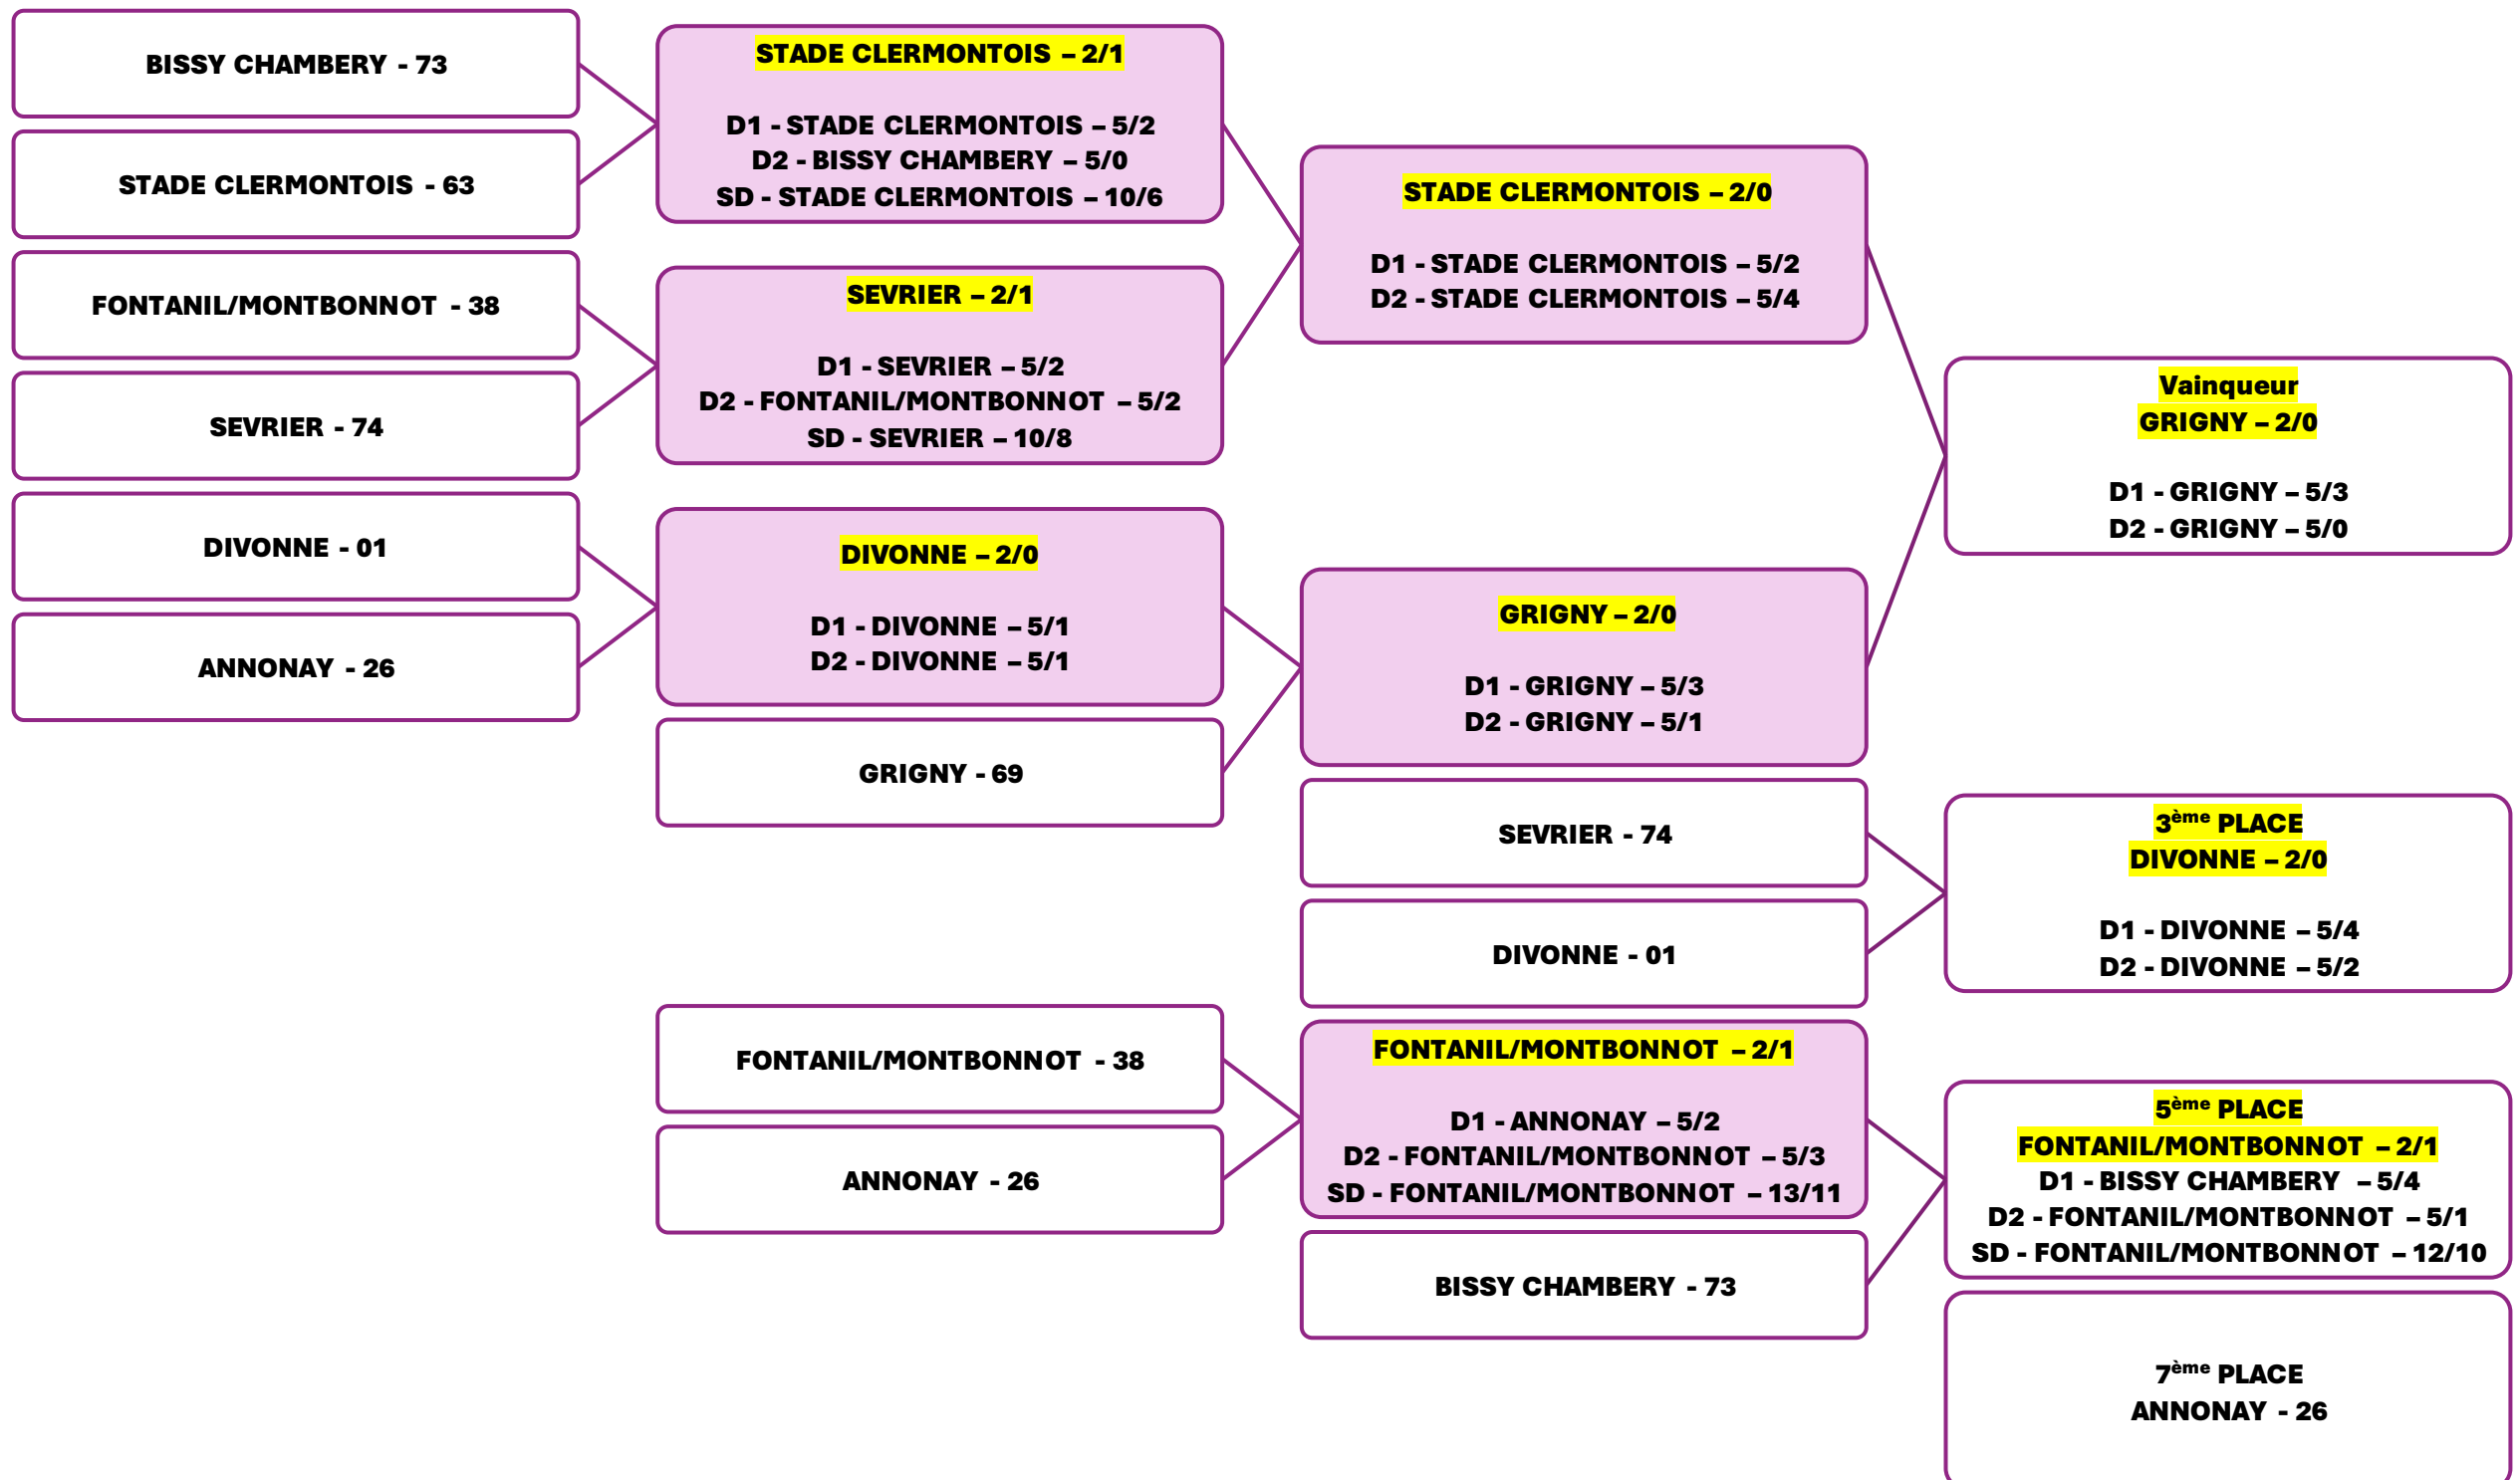 BISSY CHAMBERY - 73
STADE CLERMONTOIS - 63
FONTANIL/MONTBONNOT - 38
SEVRIER - 74
DIVONNE - 01
ANNONAY - 26
STADE CLERMONTOIS – 2/1
D1 - STADE CLERMONTOIS – 5/2
D2 - BISSY CHAMBERY – 5/0
SD - STADE CLERMONTOIS – 10/6
SEVRIER – 2/1
D1 - SEVRIER – 5/2
D2 - FONTANIL/MONTBONNOT – 5/2
SD - SEVRIER – 10/8
DIVONNE – 2/0
D1 - DIVONNE – 5/1
D2 - DIVONNE – 5/1
GRIGNY - 69
FONTANIL/MONTBONNOT - 38
ANNONAY - 26
STADE CLERMONTOIS – 2/0
D1 - STADE CLERMONTOIS – 5/2
D2 - STADE CLERMONTOIS – 5/4
GRIGNY – 2/0
D1 - GRIGNY – 5/3
D2 - GRIGNY – 5/1
SEVRIER - 74
DIVONNE - 01
FONTANIL/MONTBONNOT – 2/1
D1 - ANNONAY – 5/2
D2 - FONTANIL/MONTBONNOT – 5/3
SD - FONTANIL/MONTBONNOT – 13/11
BISSY CHAMBERY - 73
Vainqueur
GRIGNY – 2/0
D1 - GRIGNY – 5/3
D2 - GRIGNY – 5/0
3ème PLACE
DIVONNE – 2/0
D1 - DIVONNE – 5/4
D2 - DIVONNE – 5/2
5ème PLACE
FONTANIL/MONTBONNOT – 2/1
D1 - BISSY CHAMBERY – 5/4
D2 - FONTANIL/MONTBONNOT – 5/1
SD - FONTANIL/MONTBONNOT – 12/10
7ème PLACE
ANNONAY - 26